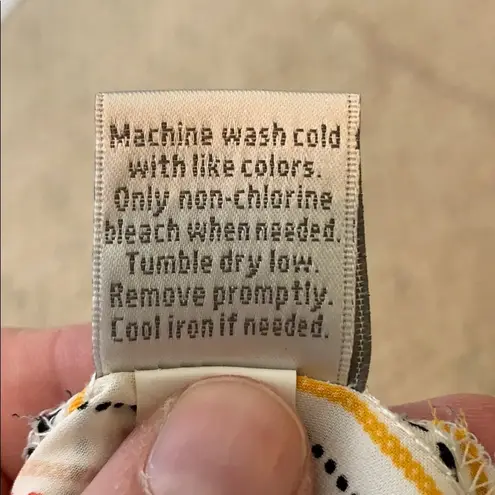 Machine wash cold
with like colors.
Only non-chlorine
bleach when needed.
Tumble dry low.
Remove promptly.
Cool iron if needed.